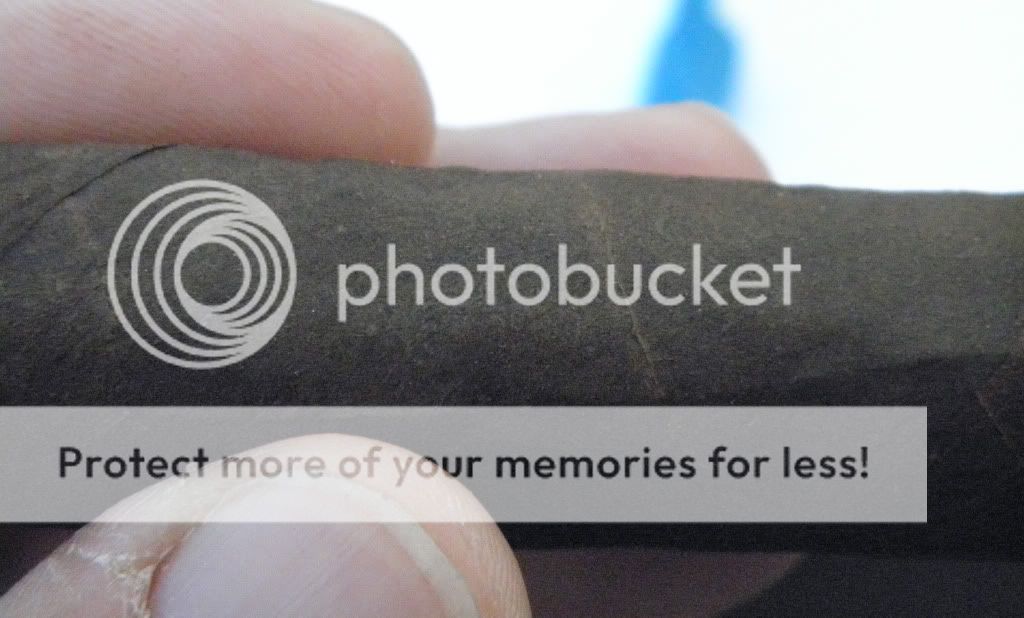 photobucket
Protect more of your memories for less!